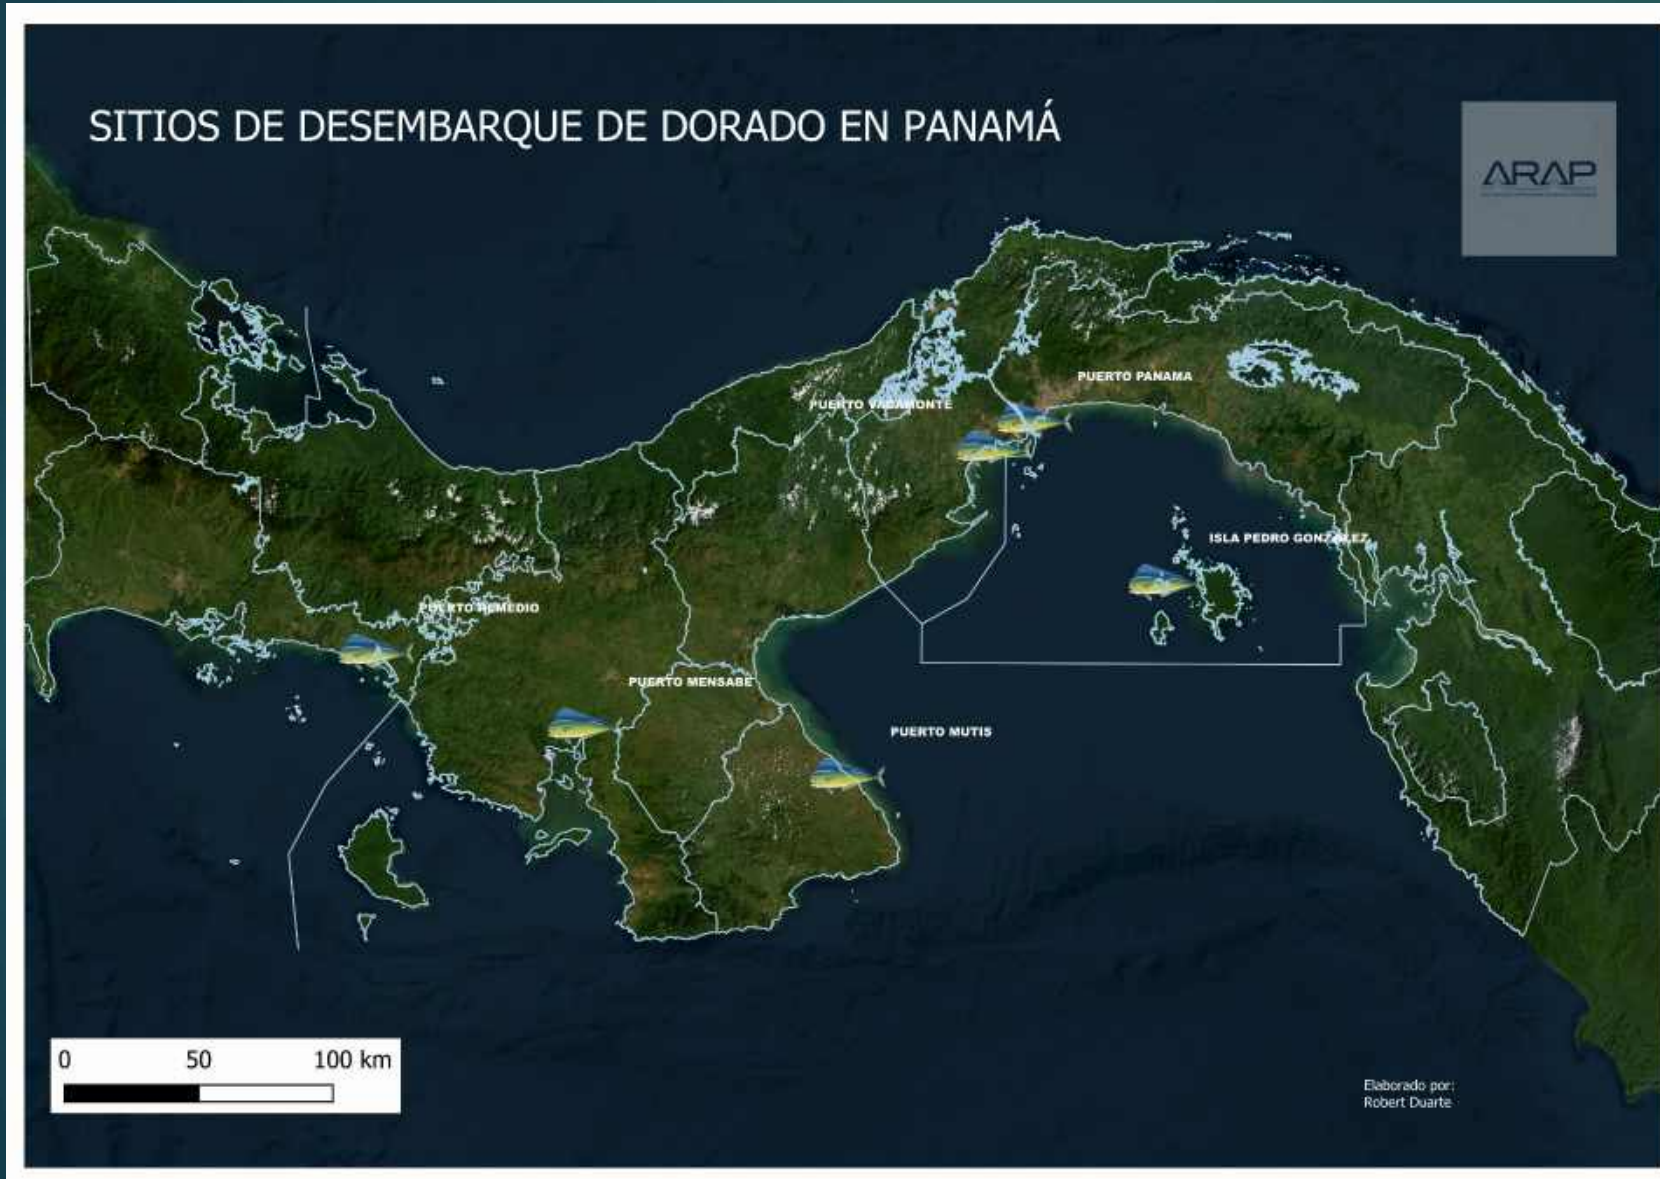 SITIOS DE DESEMBARQUE DE DORADO EN PANAMÁ
ARAP
PUERTO PANAMA
PUERTO VACAMONTE
ISLA PEDRO GONZALEZ
PUERTO REMEDIO
PUERTO MENSABE
PUERTO MUTIS
0 50 100 km
Elaborado por:
Robert Duarte